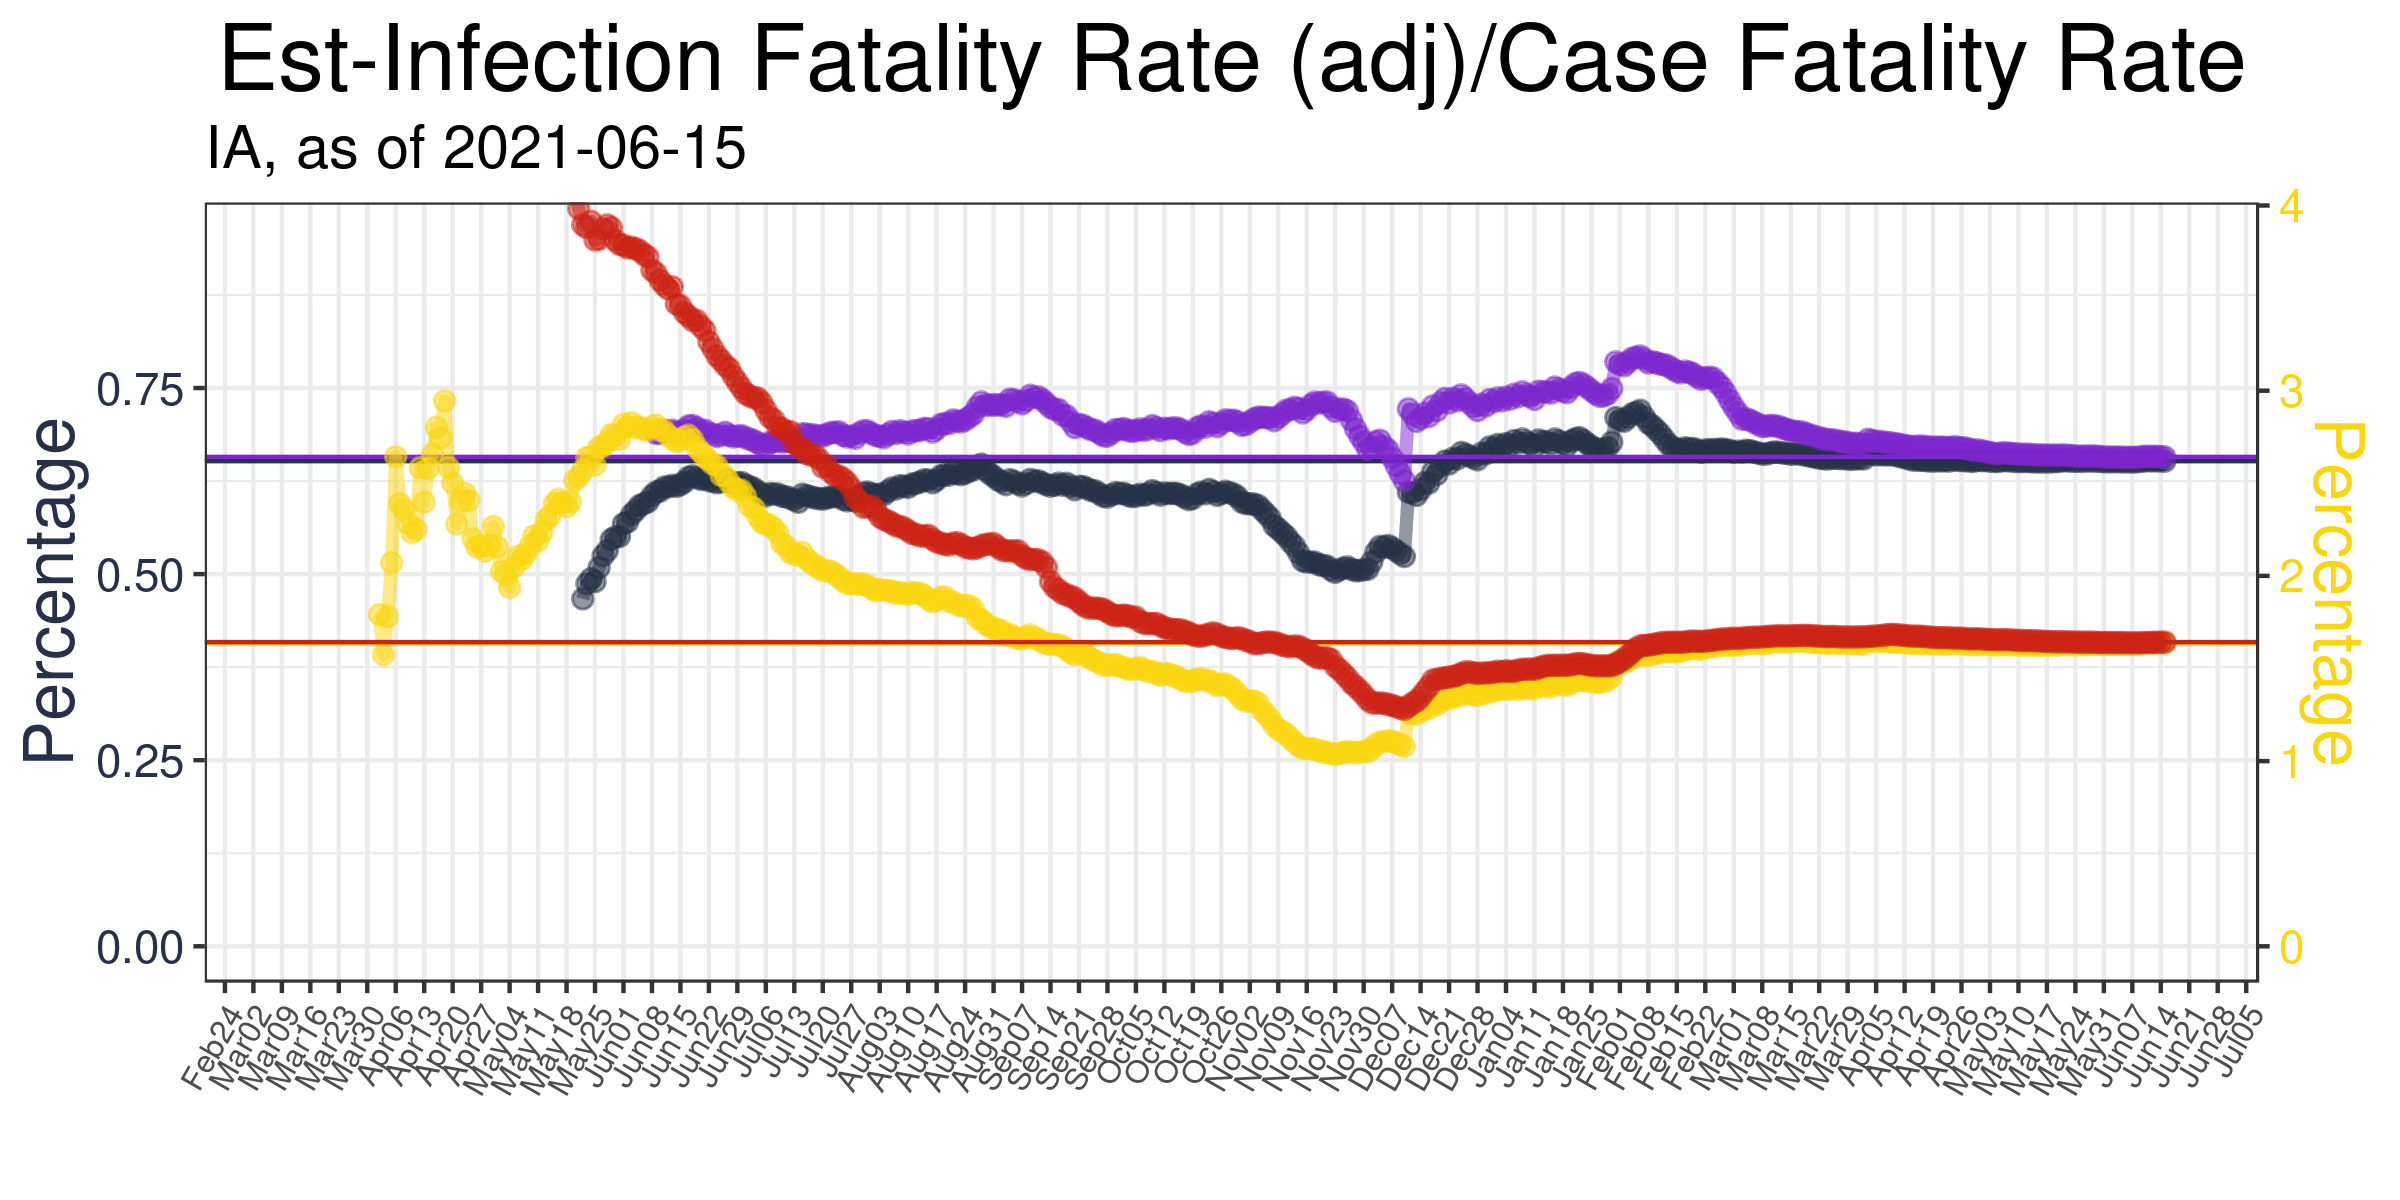 Est-Infection Fatality Rate (adj)/Case Fatality Rate
IA, as of 2021-06-15
Percentage
0.75
0.50
0.25
0.00
4
3
2
1
0
Percentage
Feb24
Mar02
Mar09
Mar16
Mar23
Mar30
Apr06
Apr13
Apr20
Apr27
May04
May11
May18
May25
Jun01
Jun08
Jun15
Jun22
Jun29
Jul06
Jul13
Jul20
Jul27
Aug03
Aug10
Aug17
Aug24
Aug31
Sep07
Sep14
Sep21
Sep28
Oct05
Oct12
Oct19
Oct26
Nov02
Nov09
Nov16
Nov23
Nov30
Dec07
Dec14
Dec21
Dec28
Jan04
Jan11
Jan18
Jan25
Feb01
Feb08
Feb15
Feb22
Mar01
Mar08
Mar15
Mar22
Mar29
Apr05
Apr12
Apr19
Apr26
May03
May10
May17
May24
May31
Jun07
Jun14
Jun21
Jun28
Jul05